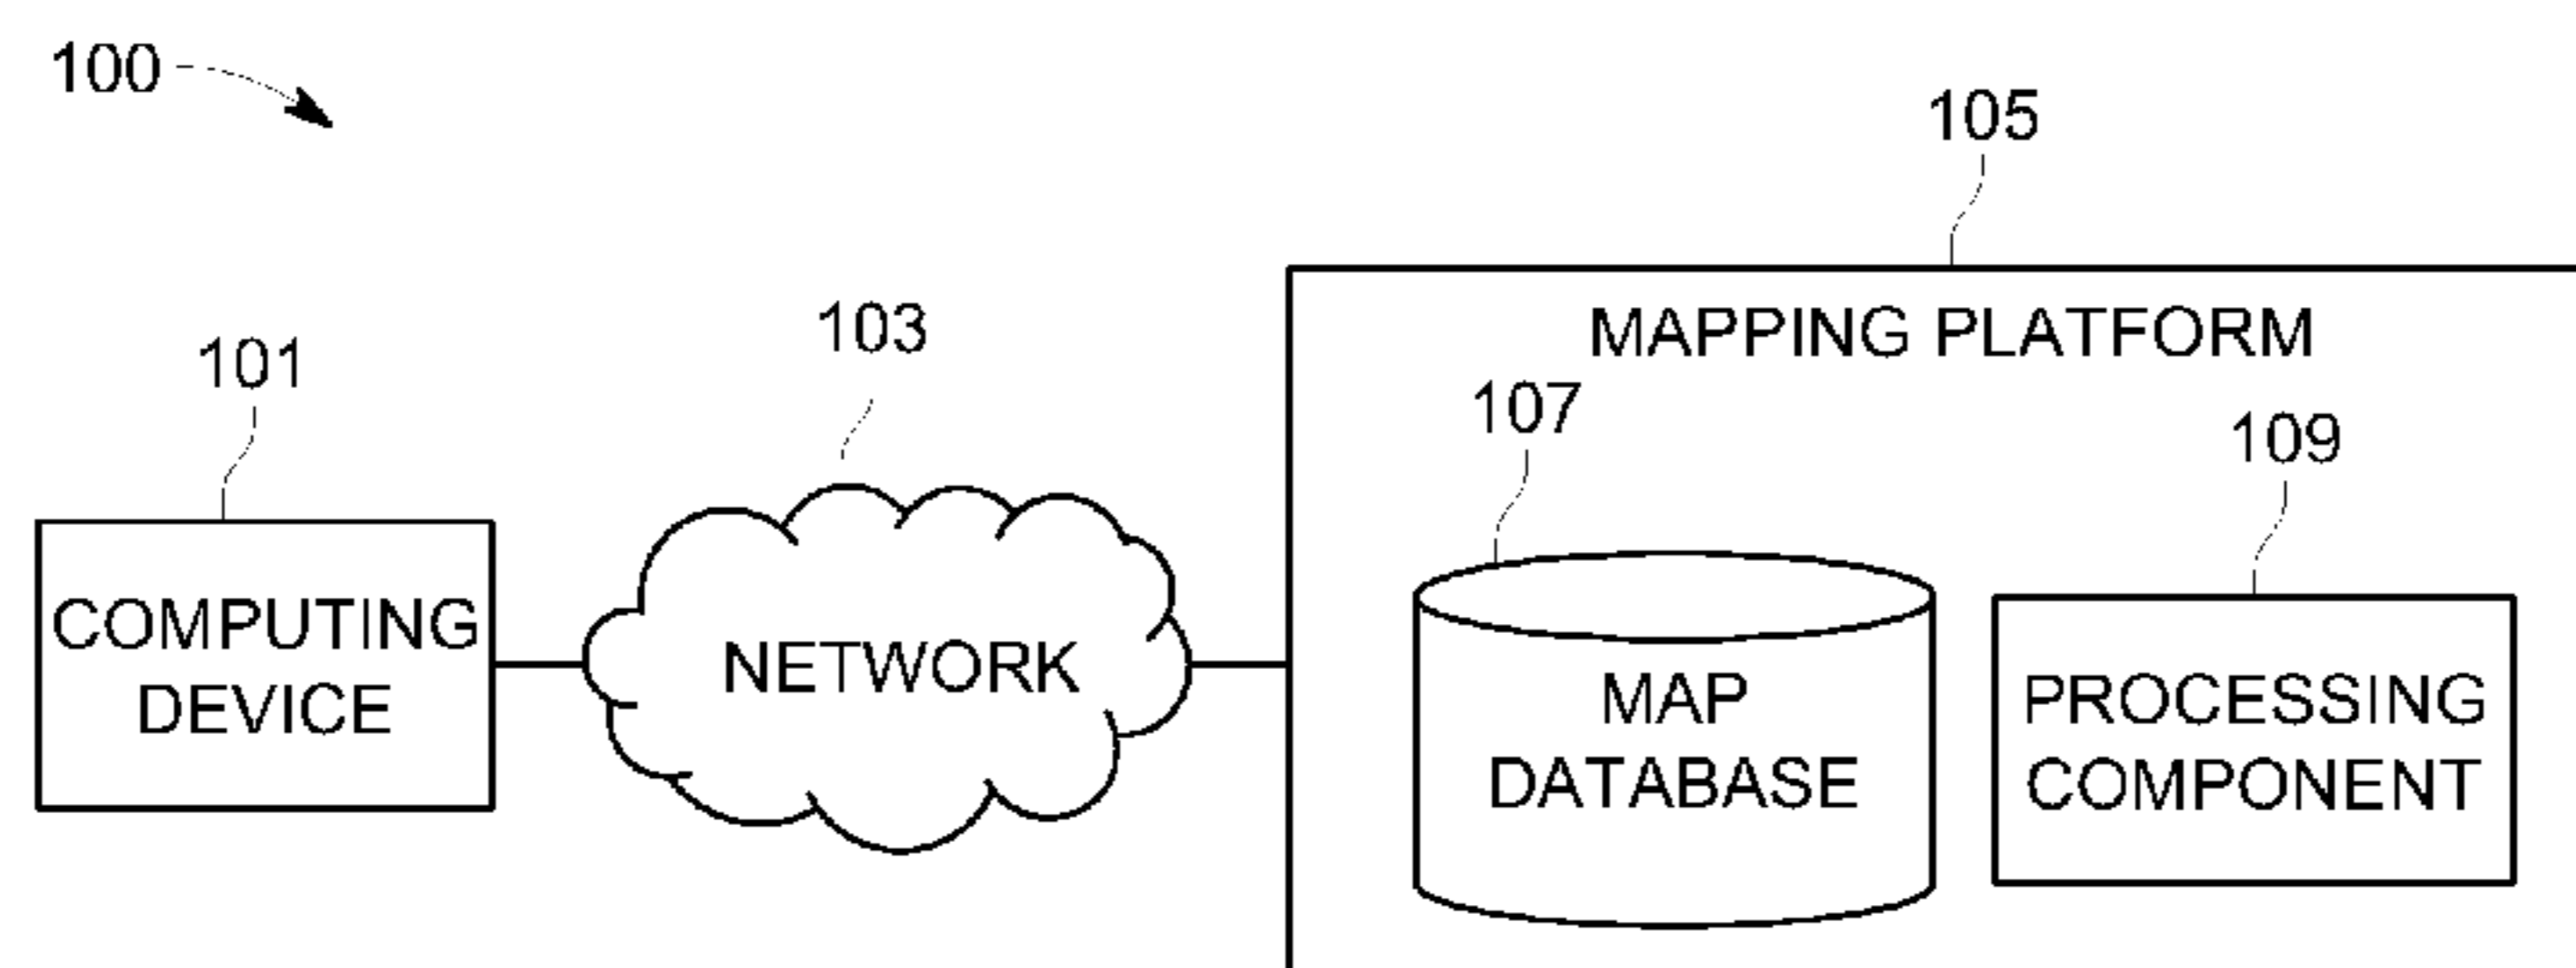 100
105
103
MAPPING PLATFORM
101
107
109
COMPUTING
DEVICE
NETWORK
MAP
DATABASE
PROCESSING
COMPONENT